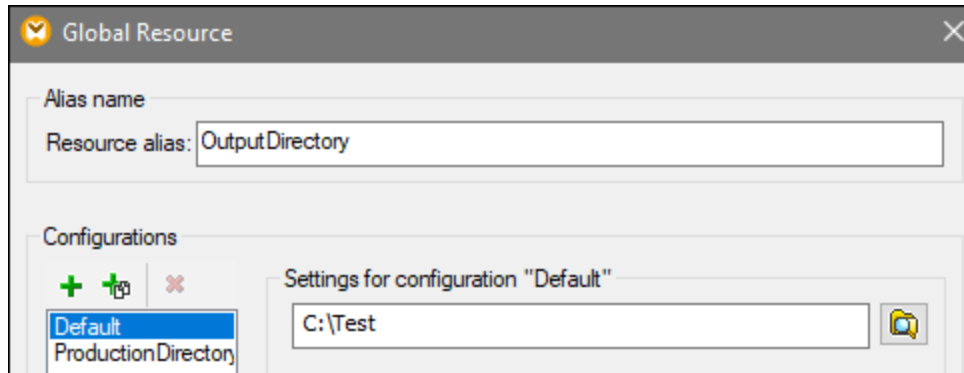 Global Resource
Alias name
Resource alias: OutputDirectory
Configurations
Settings for configuration "Default"
C:\Test
Default
ProductionDirectory